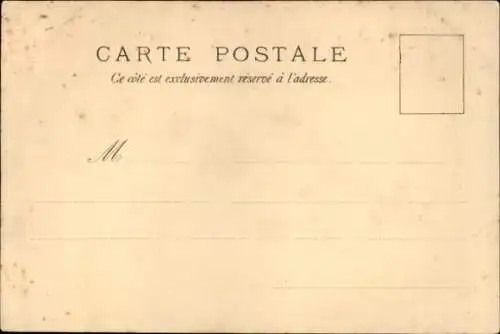 CARTE POSTALE
Ce côté est exclusivement réservé à l'adresse.
M